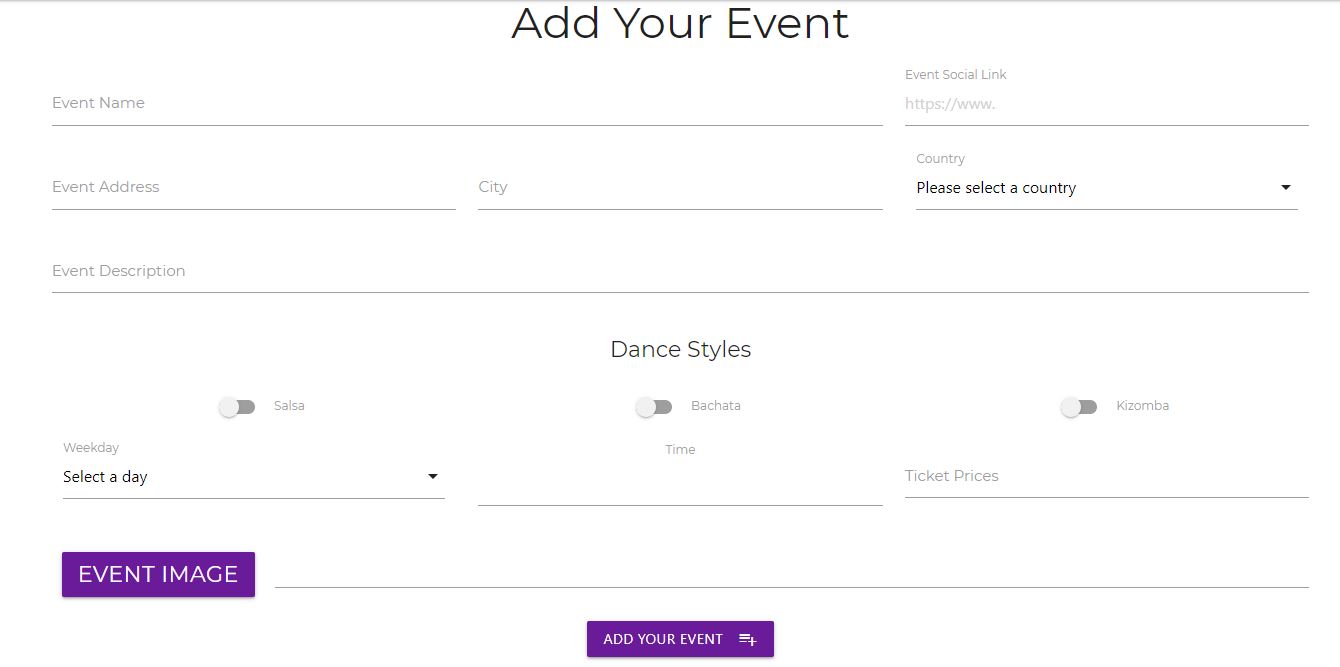 Add Your Event
Event Social Link
Event Name
https://www.
Country
Event Address
City
Please select a country
Event Description
Dance Styles
Salsa
Bachata
Kizomba
Weekday
Time
Select a day
Ticket Prices
EVENT IMAGE
ADD YOUR EVENT